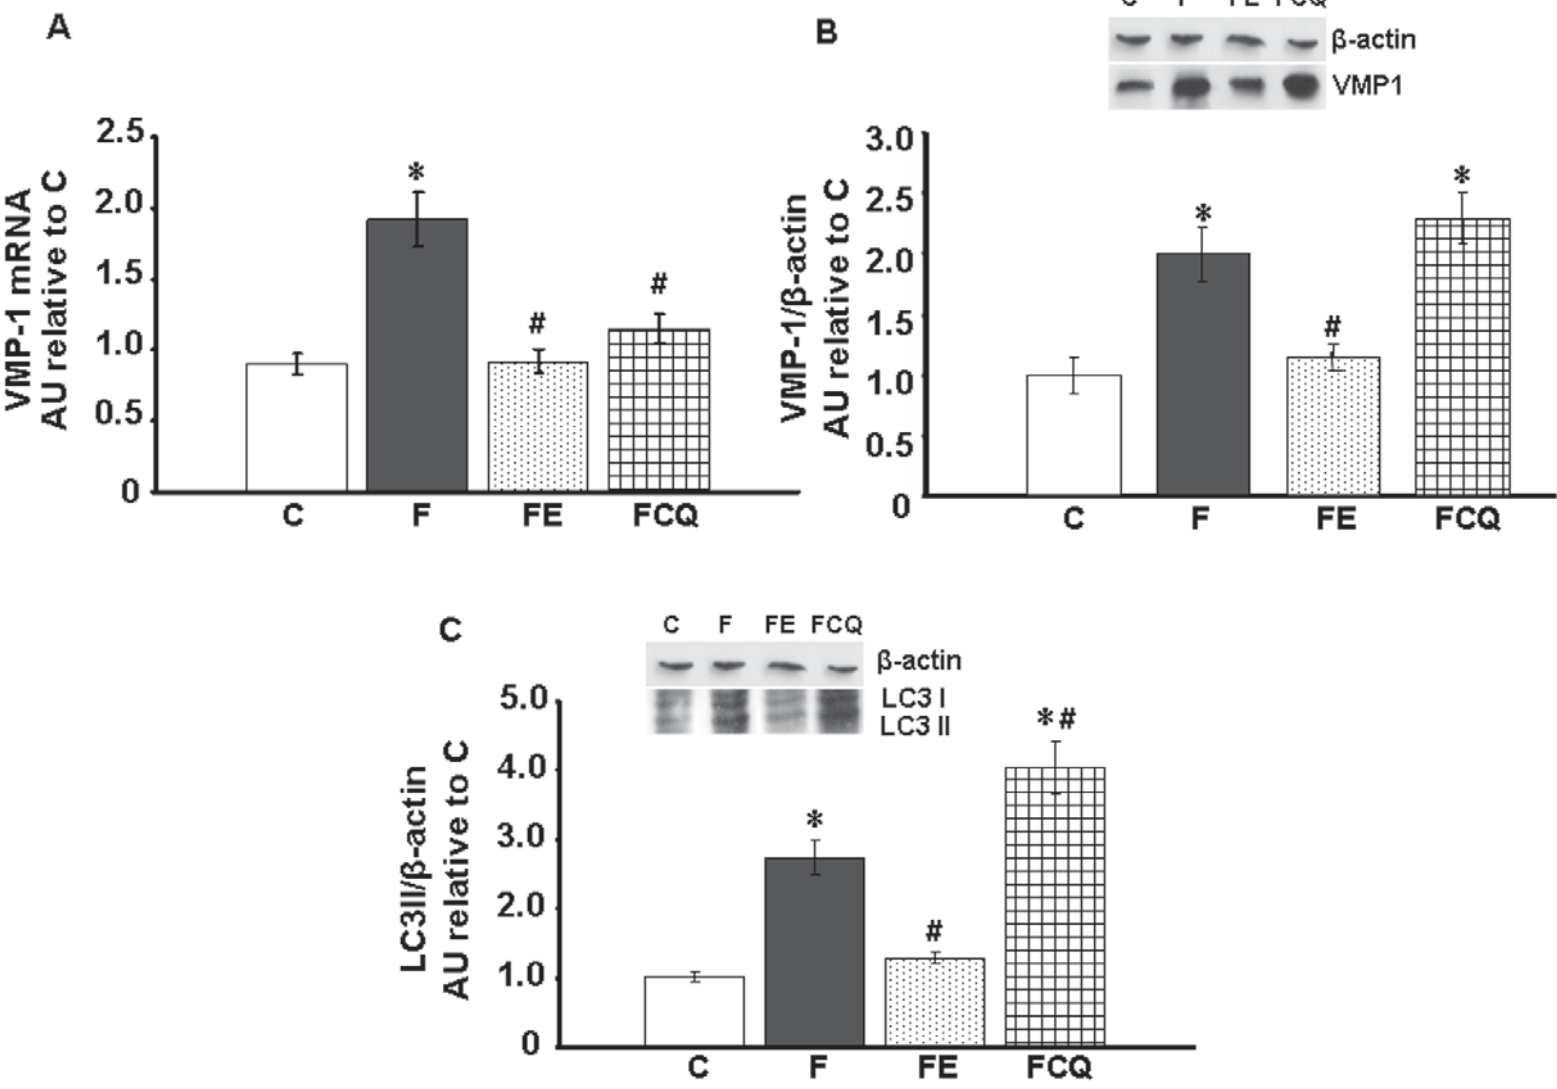 A
VMP-1 mRNA
AU relative to C
2.5
2.0
1.5
1.0
0.5
0
*
#
#
C F FE FCQ
B
C F FE FCQ
β-actin
VMP1
VMP-1/β-actin
AU relative to C
3.0
2.5
2.0
1.5
1.0
0.5
0
*
#
*
C F FE FCQ
C
C F FE FCQ
β-actin
LC3 I
LC3 II
LC3II/β-actin
AU relative to C
5.0
4.0
3.0
2.0
1.0
0
*
#
*#
C F FE FCQ